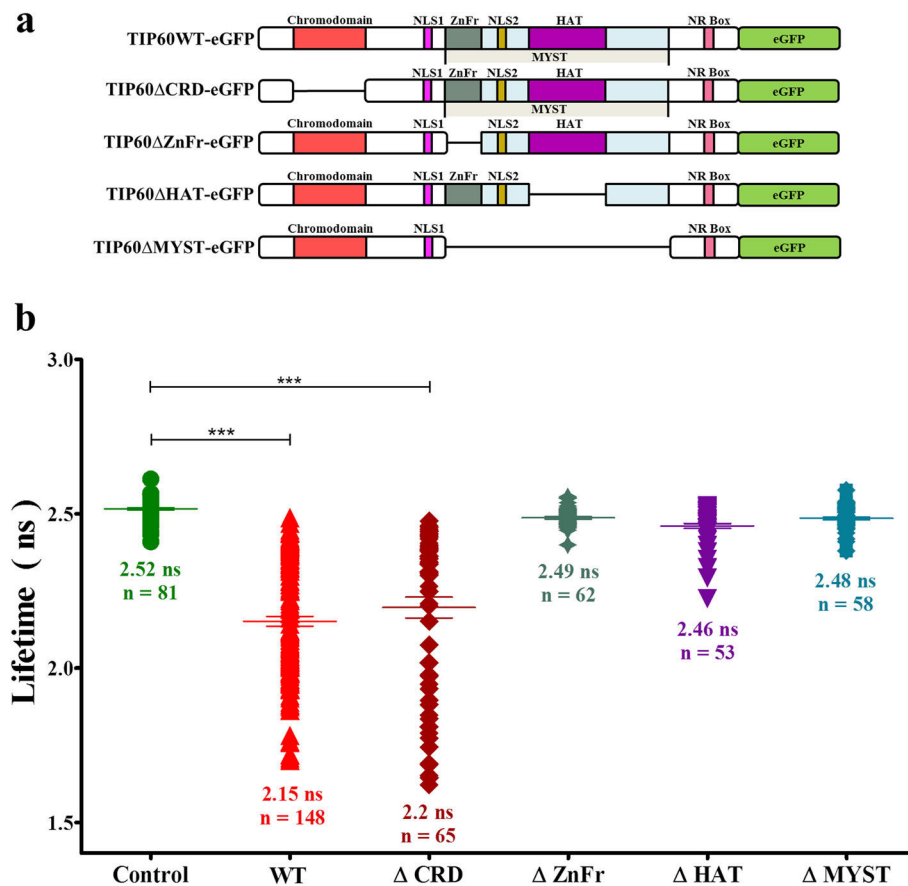 a
Chromodomain NLS1 ZnFr NLS2 HAT NR Box
TIP60WT-eGFP eGFP
MYST
NLS1 ZnFr NLS2 HAT NR Box
TIP60ΔCRD-eGFP eGFP
MYST
Chromodomain NLS1 NLS2 HAT NR Box
TIP60ΔZnFr-eGFP eGFP
Chromodomain NLS1 ZnFr NLS2 NR Box
TIP60ΔHAT-eGFP eGFP
Chromodomain NLS1 NR Box
TIP60ΔMYST-eGFP eGFP
b
Lifetime ( ns )
3.0
2.5
2.0
1.5
***
***
2.52 ns
n = 81
2.15 ns
n = 148
2.2 ns
n = 65
2.49 ns
n = 62
2.46 ns
n = 53
2.48 ns
n = 58
Control WT Δ CRD Δ ZnFr Δ HAT Δ MYST